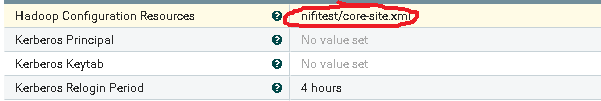 Hadoop Configuration Resources ? nifitest/core-site.xml
Kerberos Principal ? No value set
Kerberos Keytab ? No value set
Kerberos Relogin Period ? 4 hours